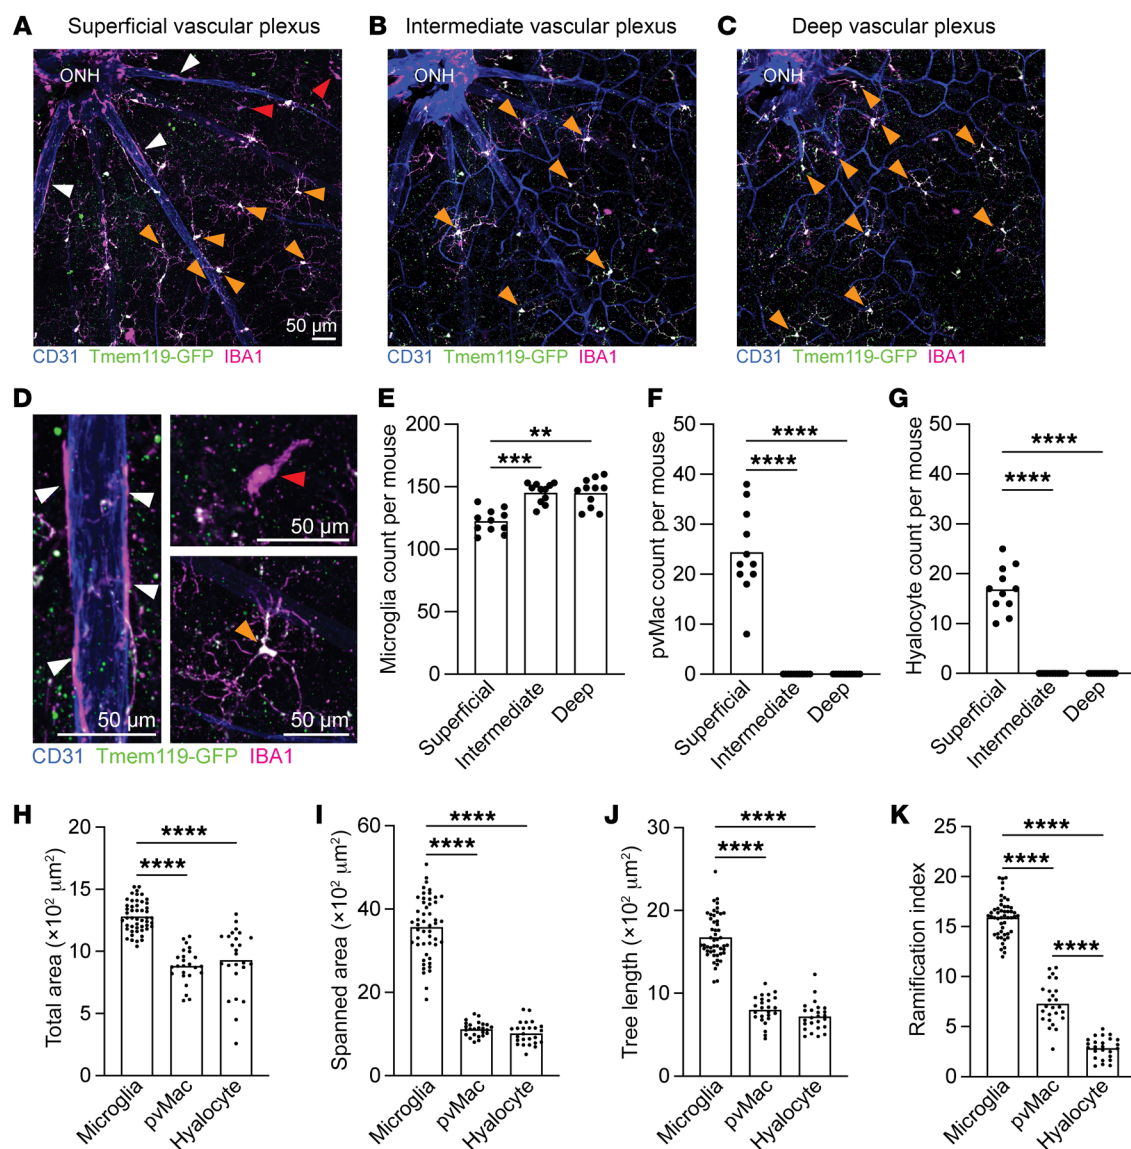 A Superficial vascular plexus
B Intermediate vascular plexus
C Deep vascular plexus
ONH
ONH
ONH
50 µm
CD31 Tmem119-GFP IBA1
CD31 Tmem119-GFP IBA1
CD31 Tmem119-GFP IBA1
D
50 µm
50 µm
50 µm
CD31 Tmem119-GFP IBA1
E
Microglia count per mouse
200
150
100
50
0
**
***
Superficial
Intermediate
Deep
F
pvMac count per mouse
50
40
30
20
10
0
****
****
Superficial
Intermediate
Deep
G
Hyalocyte count per mouse
50
40
30
20
10
0
****
****
Superficial
Intermediate
Deep
H
Total area (×10² µm²)
20
15
10
5
0
****
****
Microglia
pvMac
Hyalocyte
I
Spanned area (×10² µm²)
60
40
20
0
****
****
Microglia
pvMac
Hyalocyte
J
Tree length (×10² µm²)
30
20
10
0
****
****
Microglia
pvMac
Hyalocyte
K
Ramification index
25
20
15
10
5
0
****
****
****
Microglia
pvMac
Hyalocyte